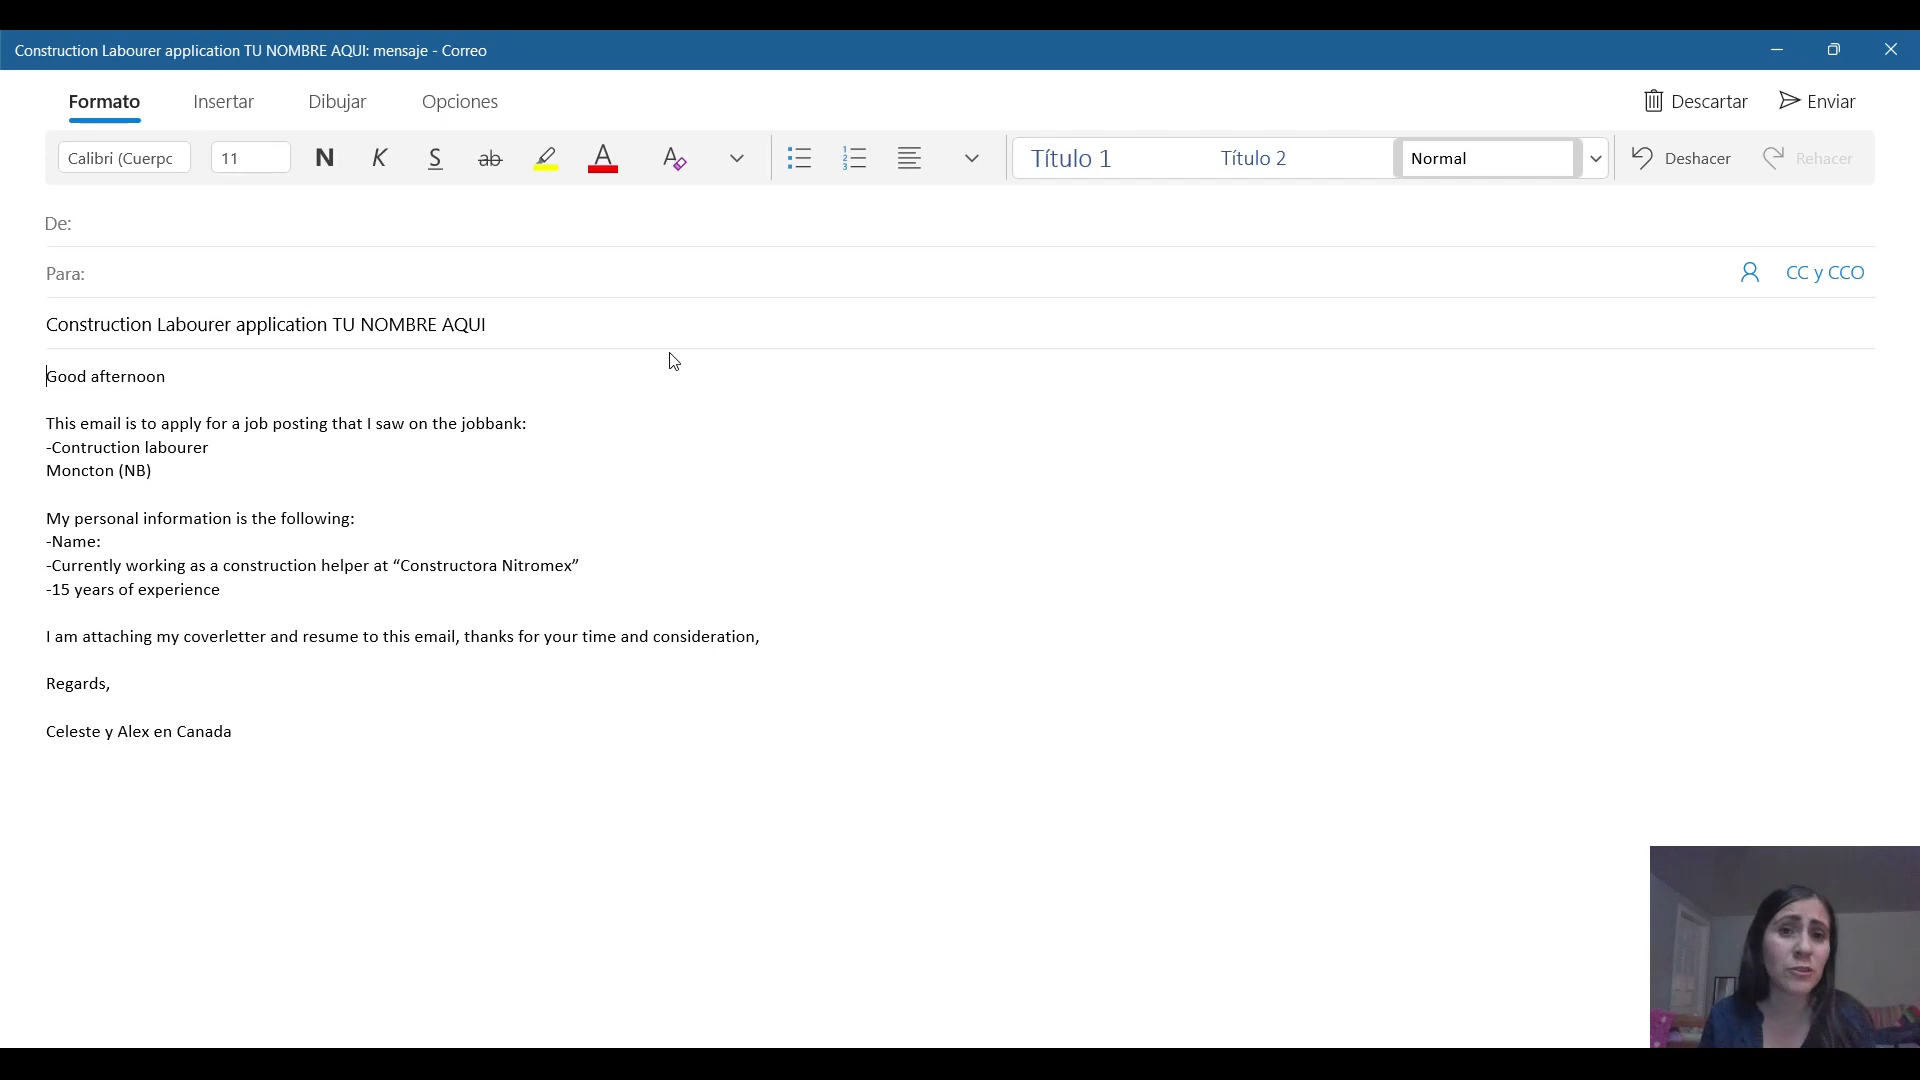 Construction Labourer application TU NOMBRE AQUI: mensaje - Correo
Formato Insertar Dibujar Opciones Descartar Enviar
Calibri (Cuerpc 11 N K S ab A A Título 1 Título 2 Normal Deshacer Rehacer
De:
Para: CC y CCO
Construction Labourer application TU NOMBRE AQUI
Good afternoon
This email is to apply for a job posting that I saw on the jobbank:
-Contruction labourer
Moncton (NB)
My personal information is the following:
-Name:
-Currently working as a construction helper at “Constructora Nitromex”
-15 years of experience
I am attaching my coverletter and resume to this email, thanks for your time and consideration,
Regards,
Celeste y Alex en Canada